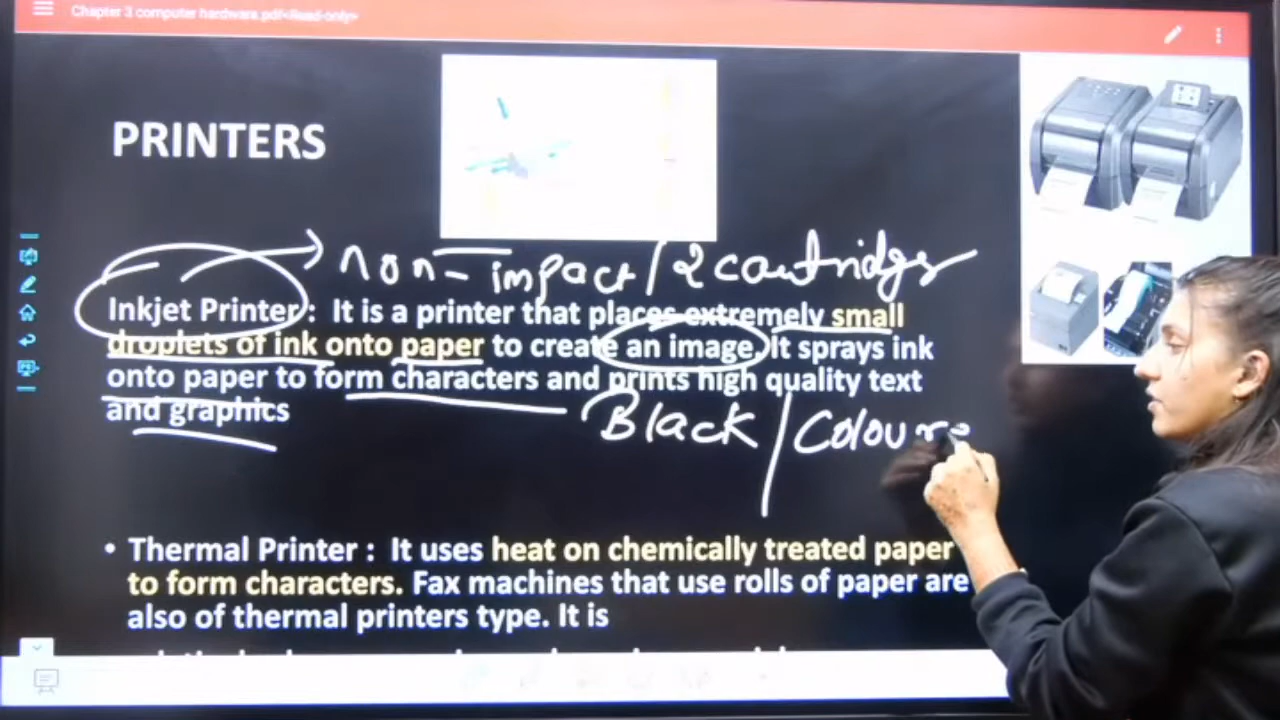 Chapter 3 computer hardware.pdf<Read-only>
PRINTERS
non-impact / 2 cartridges
Inkjet Printer : It is a printer that places extremely small
droplets of ink onto paper to create an image. It sprays ink
onto paper to form characters and prints high quality text
and graphics
Black / Coloure
• Thermal Printer : It uses heat on chemically treated paper
to form characters. Fax machines that use rolls of paper are
also of thermal printers type. It is